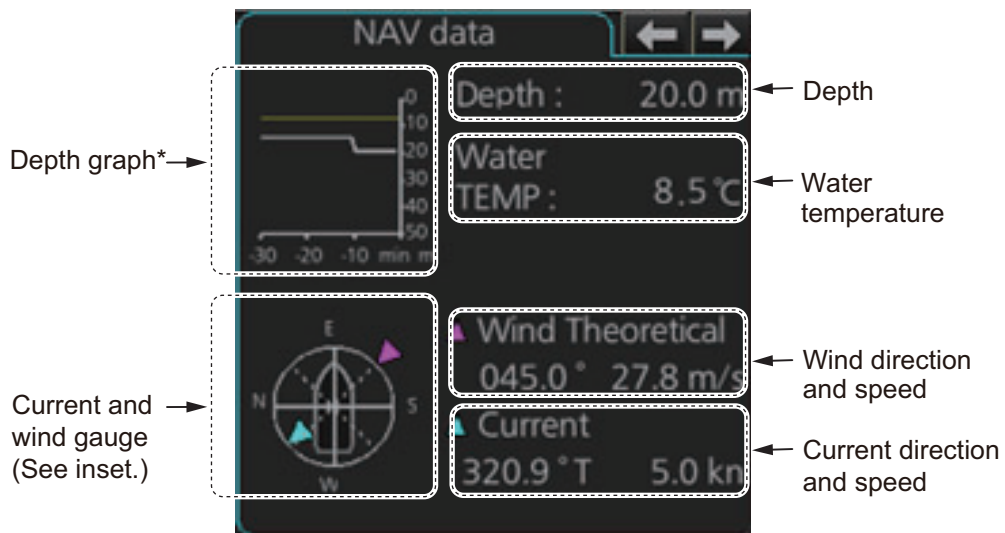 NAV data
Depth graph*
0
10
20
30
40
50
-30 -20 -10 min m
Depth : 20.0 m
Depth
Water
TEMP : 8.5 °C
Water
temperature
Current and
wind gauge
(See inset.)
E
N
S
W
Wind Theoretical
045.0 ° 27.8 m/s
Wind direction
and speed
Current
320.9 °T 5.0 kn
Current direction
and speed